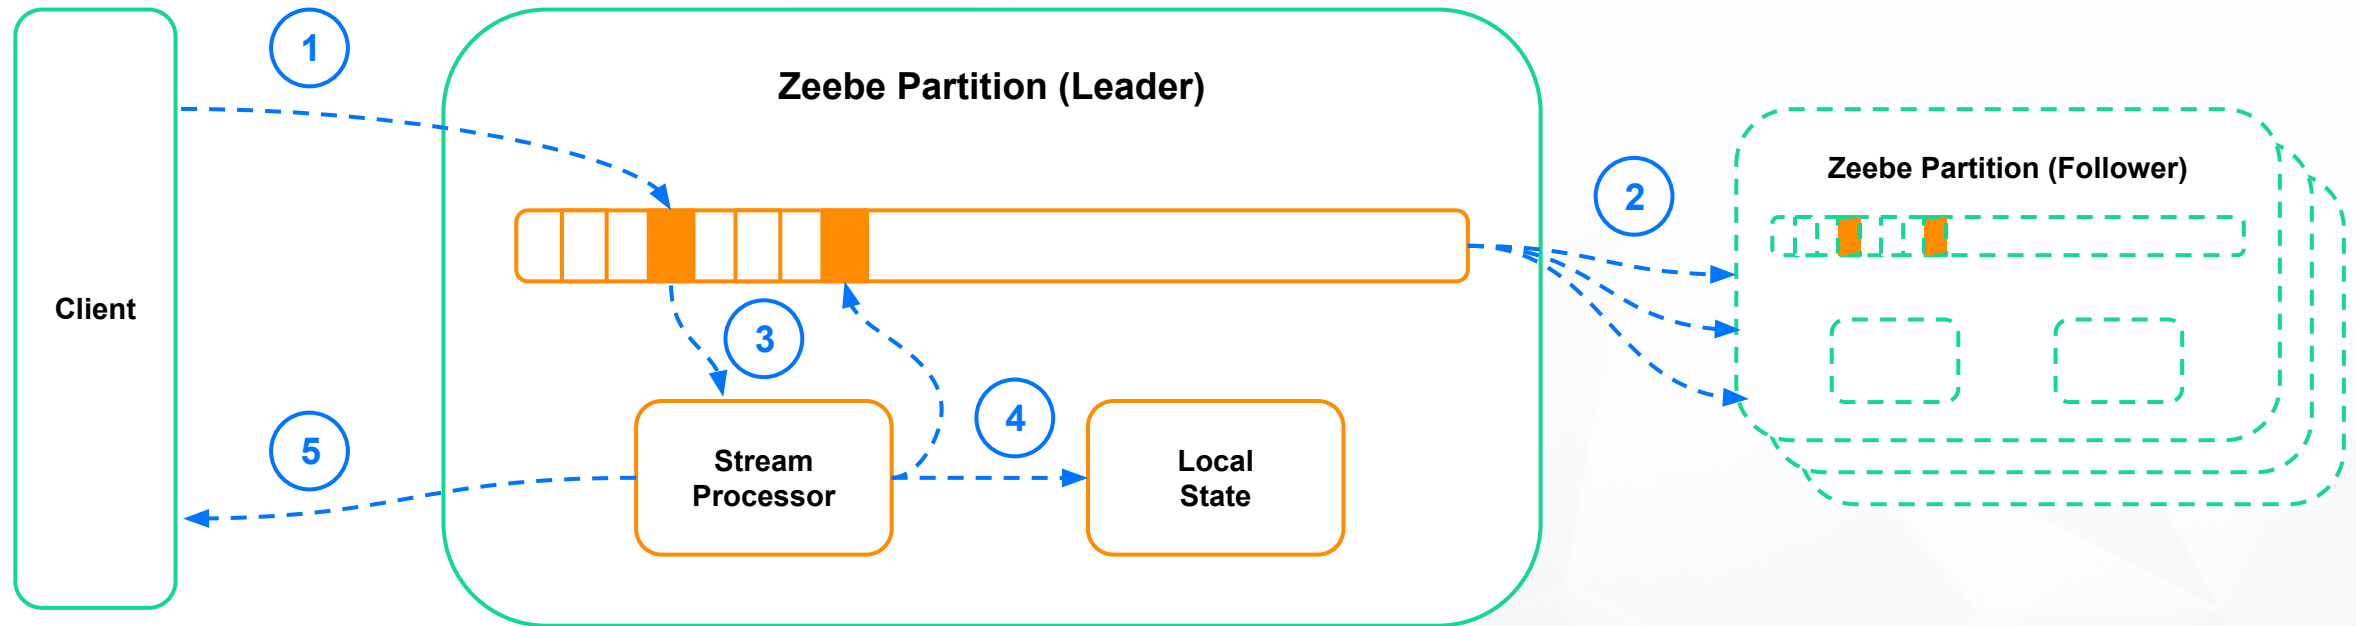 1
Zeebe Partition (Leader)
2
Zeebe Partition (Follower)
Client
3
4
5
Stream
Processor
Local
State